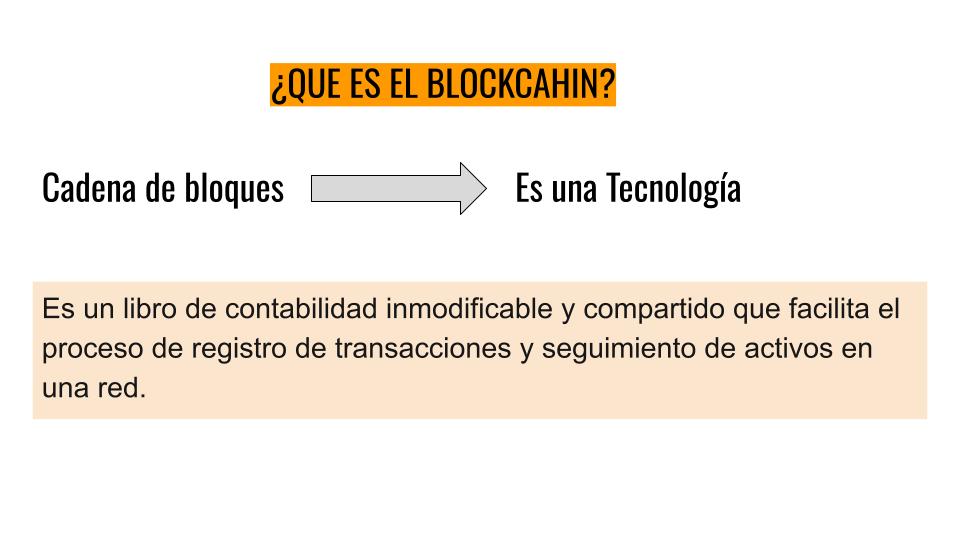 ¿QUE ES EL BLOCKCAHIN?
Cadena de bloques
Es una Tecnología
Es un libro de contabilidad inmodificable y compartido que facilita el
proceso de registro de transacciones y seguimiento de activos en
una red.